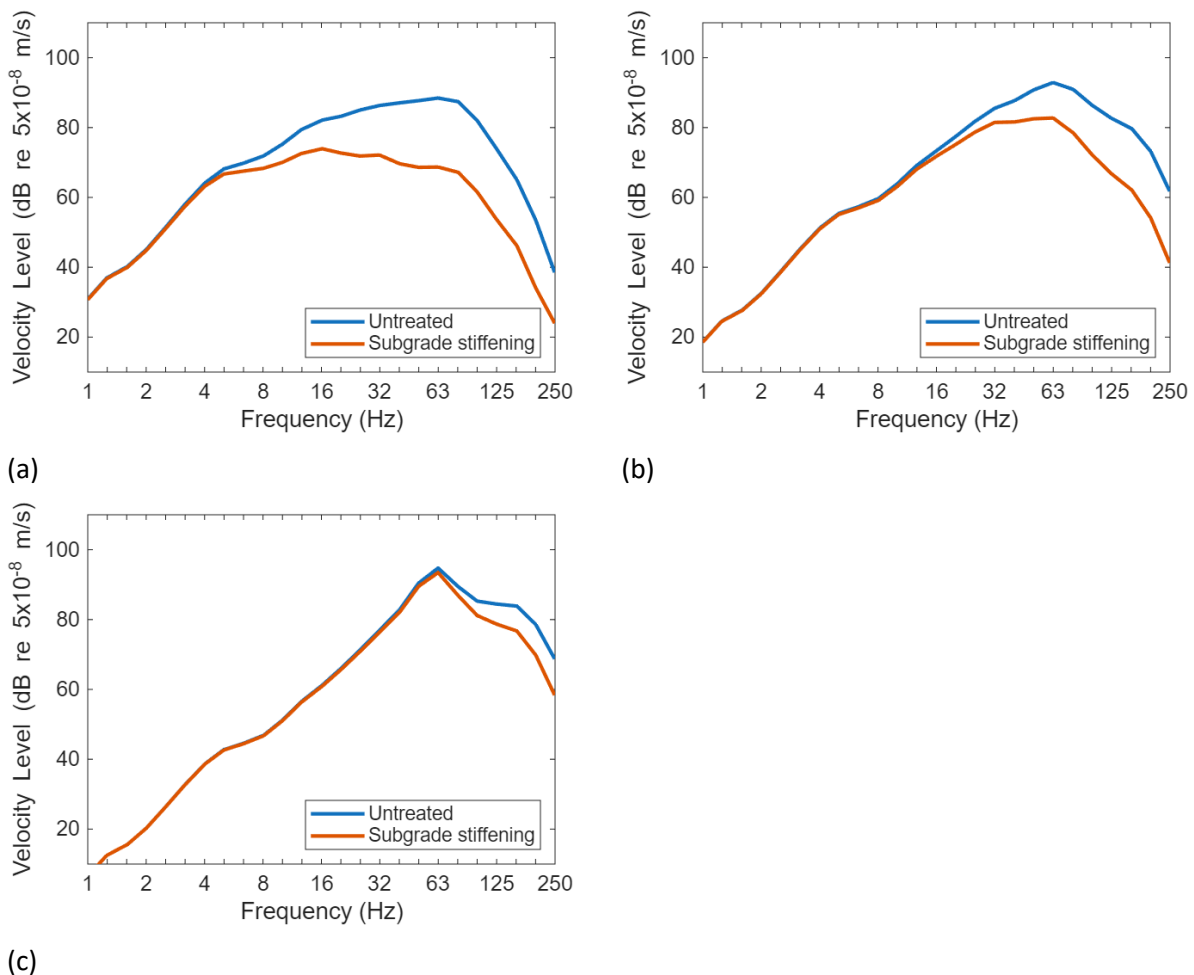 Velocity Level (dB re 5x10⁻⁸ m/s)
100
80
60
40
20
Untreated
Subgrade stiffening
1 2 4 8 16 32 63 125 250
Frequency (Hz)
(a)
Velocity Level (dB re 5x10⁻⁸ m/s)
100
80
60
40
20
Untreated
Subgrade stiffening
1 2 4 8 16 32 63 125 250
Frequency (Hz)
(b)
Velocity Level (dB re 5x10⁻⁸ m/s)
100
80
60
40
20
Untreated
Subgrade stiffening
1 2 4 8 16 32 63 125 250
Frequency (Hz)
(c)